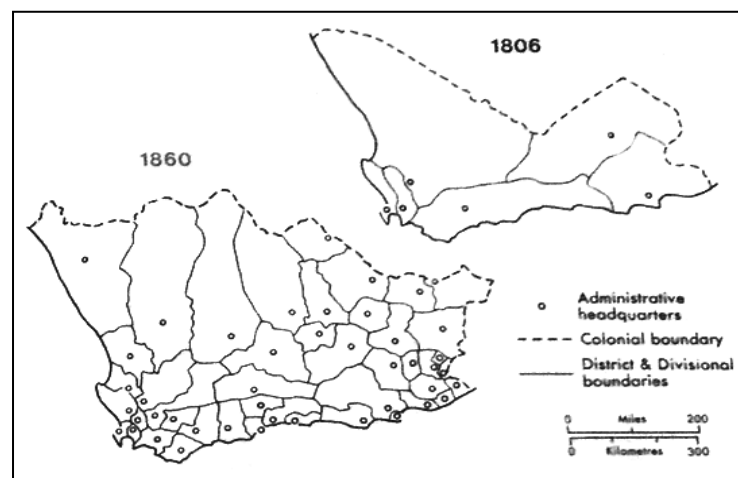 1806
1860
Administrative
headquarters
Colonial boundary
District & Divisional
boundaries
0 Miles 200
0 Kilometres 300